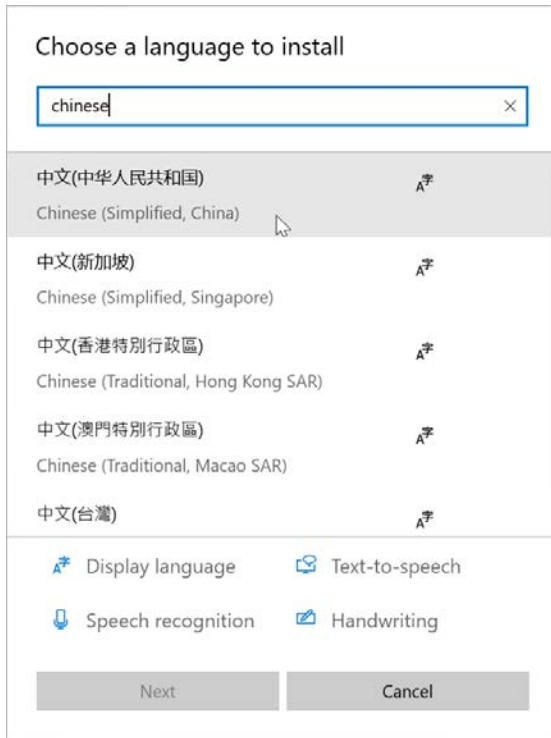 Choose a language to install
chinese
中文(中华人民共和国)
Chinese (Simplified, China)
中文(新加坡)
Chinese (Simplified, Singapore)
中文(香港特別行政區)
Chinese (Traditional, Hong Kong SAR)
中文(澳門特別行政區)
Chinese (Traditional, Macao SAR)
中文(台灣)
Display language
Text-to-speech
Speech recognition
Handwriting
Next
Cancel